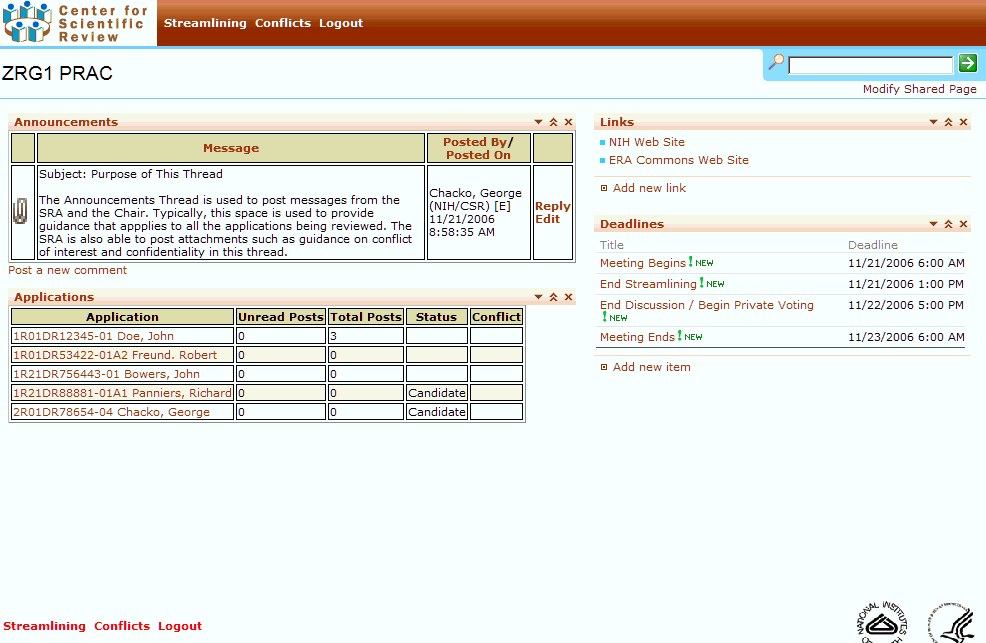 Center for
Scientific
Review
Streamlining Conflicts Logout
ZRG1 PRAC
Modify Shared Page
Announcements
Message
Posted By/
Posted On
Subject: Purpose of This Thread
The Announcements Thread is used to post messages from the
SRA and the Chair. Typically, this space is used to provide
guidance that appplies to all the applications being reviewed. The
SRA is also able to post attachments such as guidance on conflict
of interest and confidentiality in this thread.
Chacko, George
(NIH/CSR) [E]
11/21/2006
8:58:35 AM
Reply
Edit
Post a new comment
Applications
Application Unread Posts Total Posts Status Conflict
1R01DR12345-01 Doe, John 0 3
1R01DR53422-01A2 Freund. Robert 0 0
1R21DR756443-01 Bowers, John 0 0
1R21DR88881-01A1 Panniers, Richard 0 0 Candidate
2R01DR78654-04 Chacko, George 0 0 Candidate
Links
NIH Web Site
ERA Commons Web Site
Add new link
Deadlines
Title Deadline
Meeting Begins ! NEW 11/21/2006 6:00 AM
End Streamlining ! NEW 11/21/2006 1:00 PM
End Discussion / Begin Private Voting 11/22/2006 5:00 PM
! NEW
Meeting Ends ! NEW 11/23/2006 6:00 AM
Add new item
Streamlining Conflicts Logout